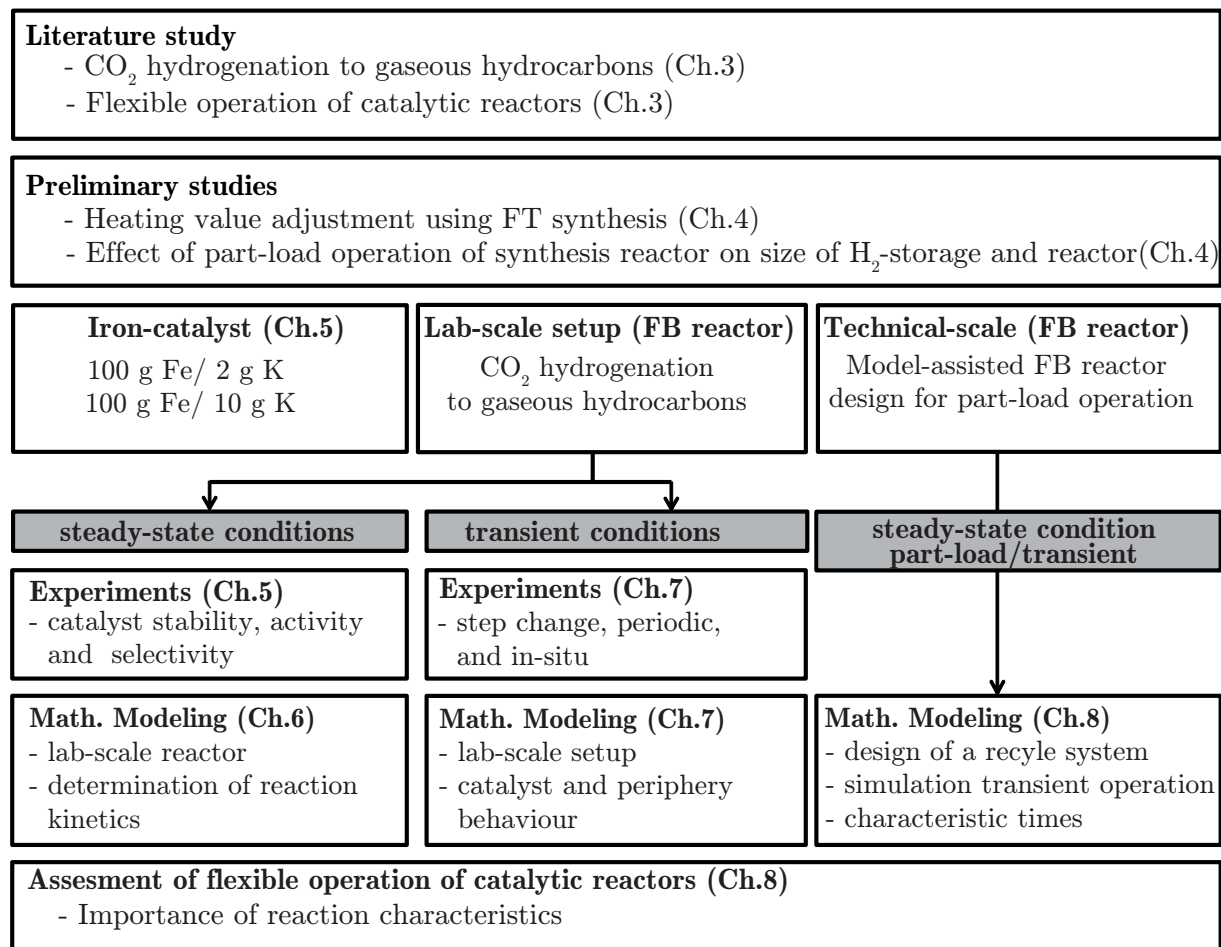 Literature study
- CO₂ hydrogenation to gaseous hydrocarbons (Ch.3)
- Flexible operation of catalytic reactors (Ch.3)
Preliminary studies
- Heating value adjustment using FT synthesis (Ch.4)
- Effect of part-load operation of synthesis reactor on size of H₂-storage and reactor(Ch.4)
Iron-catalyst (Ch.5)
100 g Fe/ 2 g K
100 g Fe/ 10 g K
Lab-scale setup (FB reactor)
CO₂ hydrogenation
to gaseous hydrocarbons
Technical-scale (FB reactor)
Model-assisted FB reactor
design for part-load operation
steady-state conditions
transient conditions
steady-state condition
part-load/transient
Experiments (Ch.5)
- catalyst stability, activity
and selectivity
Experiments (Ch.7)
- step change, periodic,
and in-situ
Math. Modeling (Ch.6)
- lab-scale reactor
- determination of reaction
kinetics
Math. Modeling (Ch.7)
- lab-scale setup
- catalyst and periphery
behaviour
Math. Modeling (Ch.8)
- design of a recyle system
- simulation transient operation
- characteristic times
Assesment of flexible operation of catalytic reactors (Ch.8)
- Importance of reaction characteristics